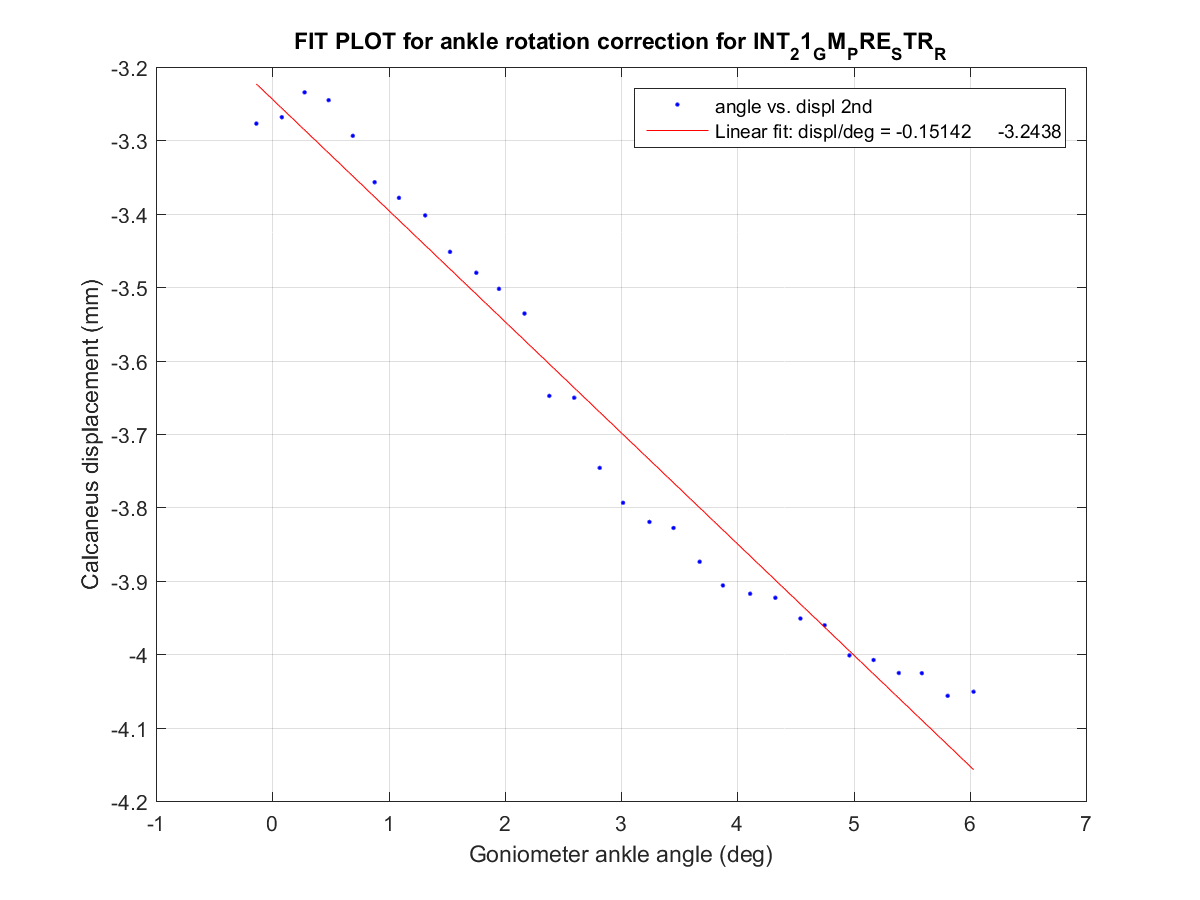 FIT PLOT for ankle rotation correction for INT₂1_GM_PRE_STR_R
angle vs. displ 2nd
Linear fit: displ/deg = -0.15142 -3.2438
-3.2
-3.3
-3.4
-3.5
-3.6
-3.7
-3.8
-3.9
-4
-4.1
-4.2
Calcaneus displacement (mm)
-1 0 1 2 3 4 5 6 7
Goniometer ankle angle (deg)